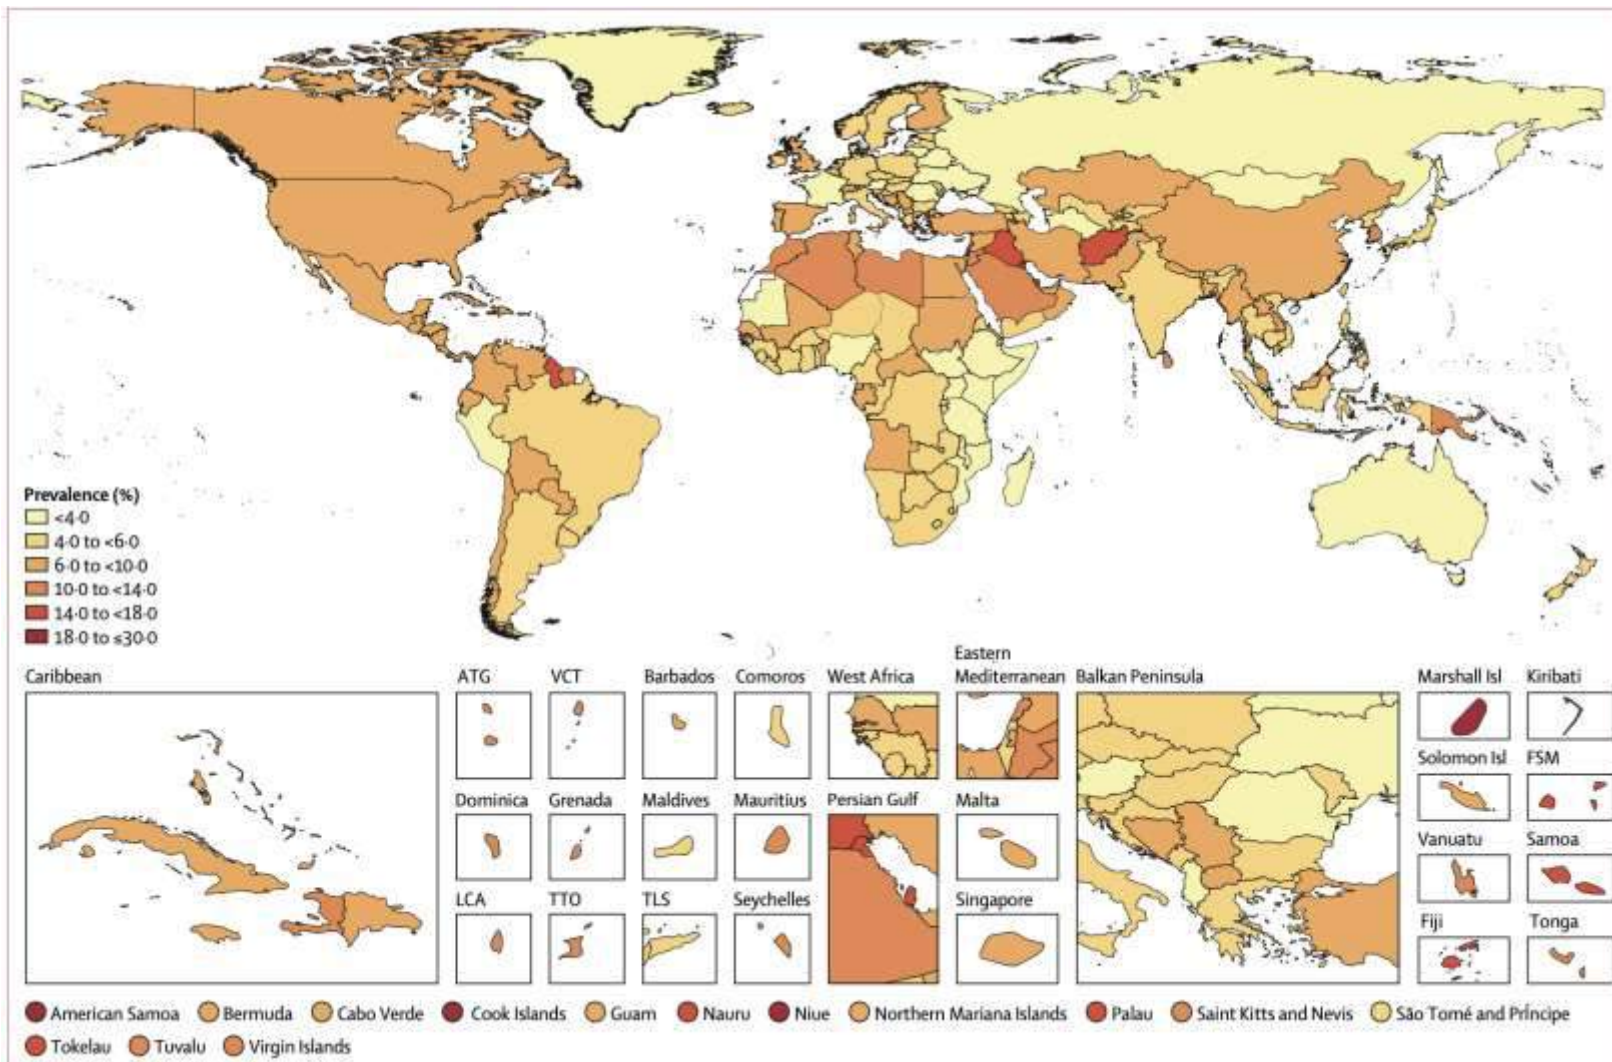 Prevalence (%)
<4·0
4·0 to <6·0
6·0 to <10·0
10·0 to <14·0
14·0 to <18·0
18·0 to ≤30·0
Caribbean
ATG
VCT
Barbados
Comoros
West Africa
Eastern
Mediterranean
Balkan Peninsula
Marshall Isl
Kiribati
Dominica
Grenada
Maldives
Mauritius
Persian Gulf
Malta
Solomon Isl
FSM
LCA
TTO
TLS
Seychelles
Singapore
Vanuatu
Samoa
Fiji
Tonga
American Samoa Bermuda Cabo Verde Cook Islands Guam Nauru Niue Northern Mariana Islands Palau Saint Kitts and Nevis São Tomé and Príncipe
Tokelau Tuvalu Virgin Islands